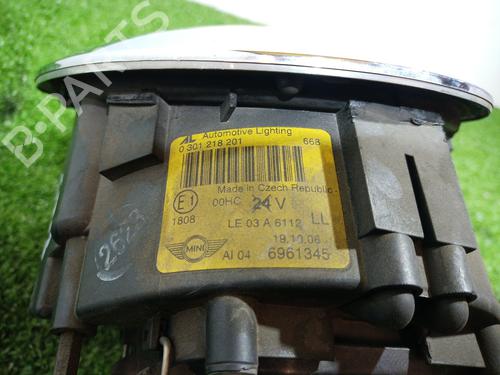 B-PARTS
AL Automotive Lighting
0 301 218 201 668
Made in Czech Republic
E1 00HC 24 V
1808 LE 03 A 6112 LL
19.10.06
MINI AI 04 6961345
2623